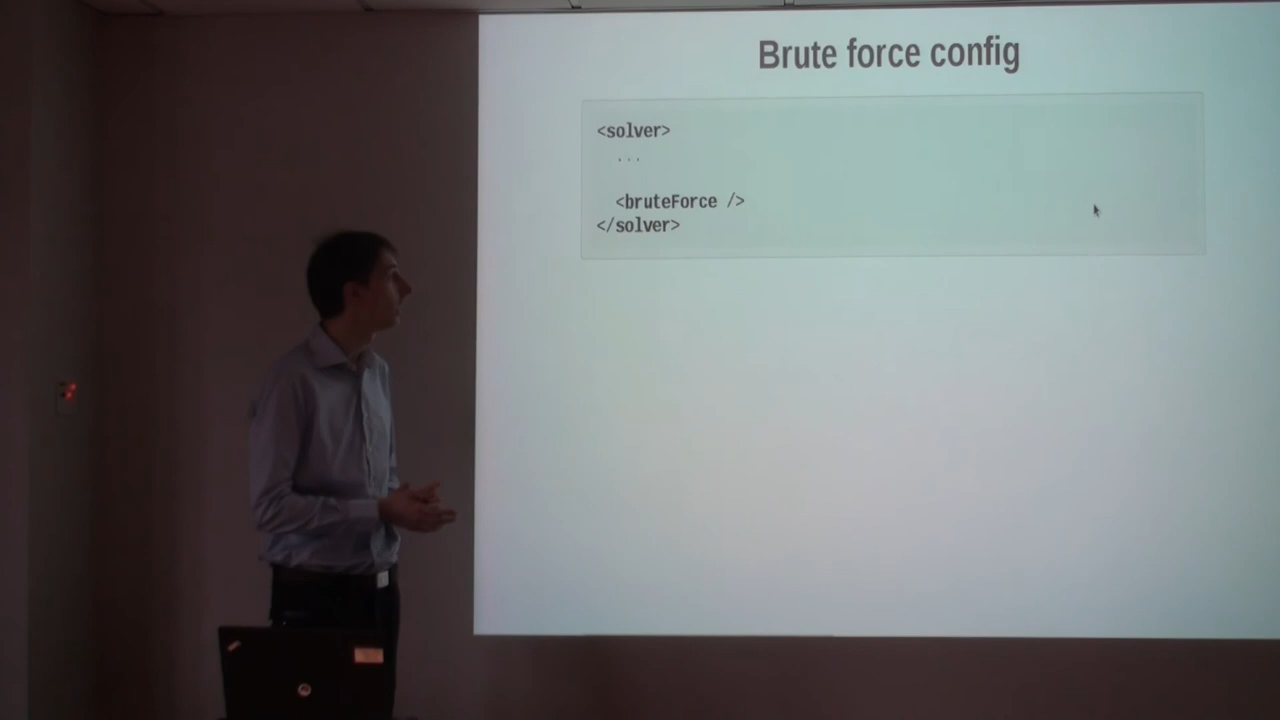 Brute force config
<solver>
...
<bruteForce />
</solver>